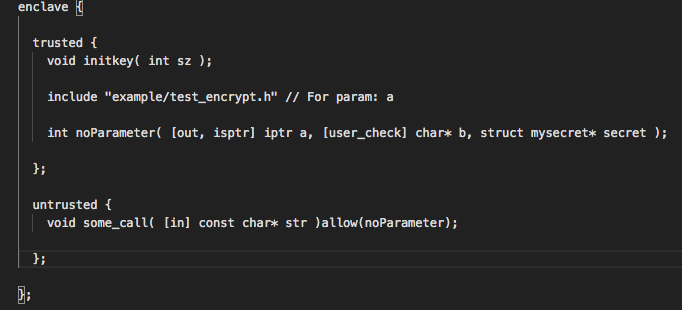 enclave {
trusted {
void initkey( int sz );
include "example/test_encrypt.h" // For param: a
int noParameter( [out, isptr] iptr a, [user_check] char* b, struct mysecret* secret );
};
untrusted {
void some_call( [in] const char* str )allow(noParameter);
};
};